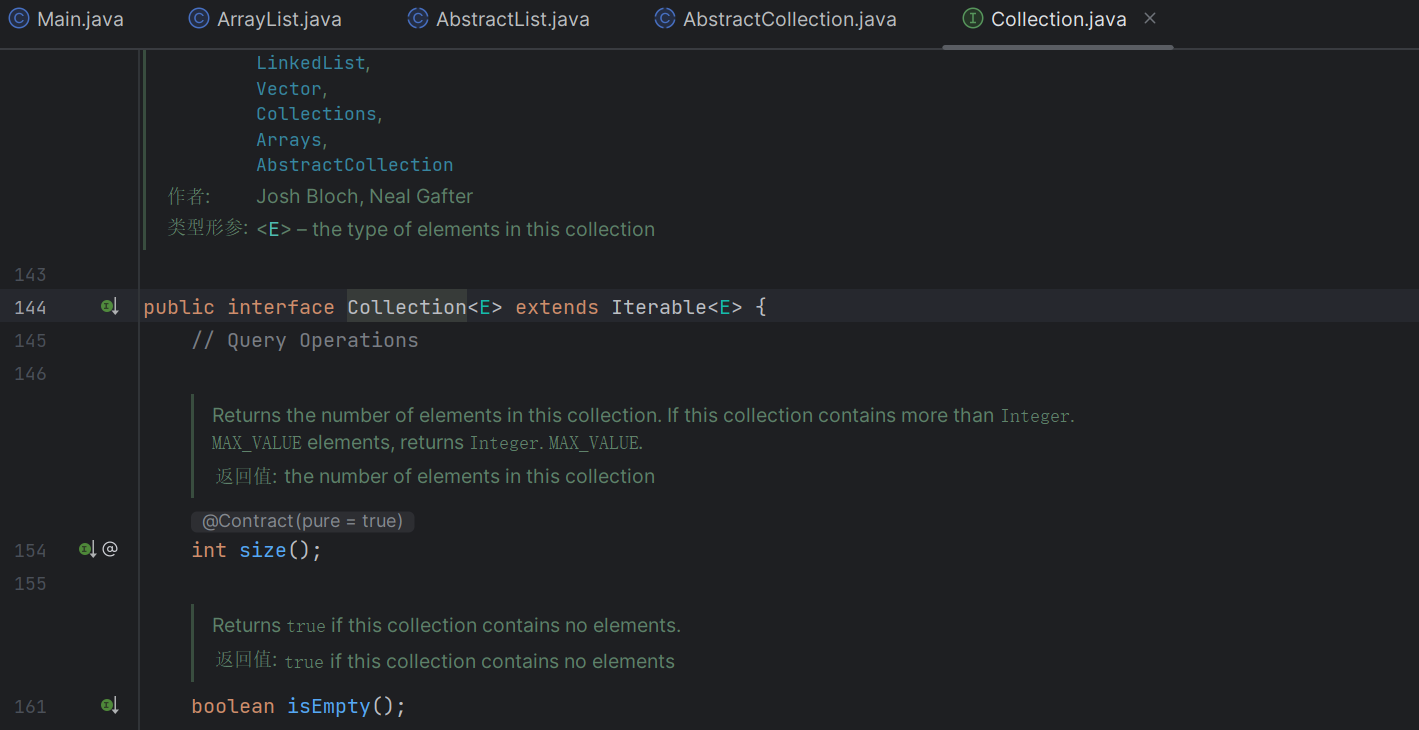 Main.java ArrayList.java AbstractList.java AbstractCollection.java Collection.java
LinkedList,
Vector,
Collections,
Arrays,
AbstractCollection
作者: Josh Bloch, Neal Gafter
类型形参: <E> – the type of elements in this collection
143
144 public interface Collection<E> extends Iterable<E> {
145 // Query Operations
146
Returns the number of elements in this collection. If this collection contains more than Integer.
MAX_VALUE elements, returns Integer.MAX_VALUE.
返回值: the number of elements in this collection
@Contract(pure = true)
154 @ int size();
155
Returns true if this collection contains no elements.
返回值: true if this collection contains no elements
161 boolean isEmpty();